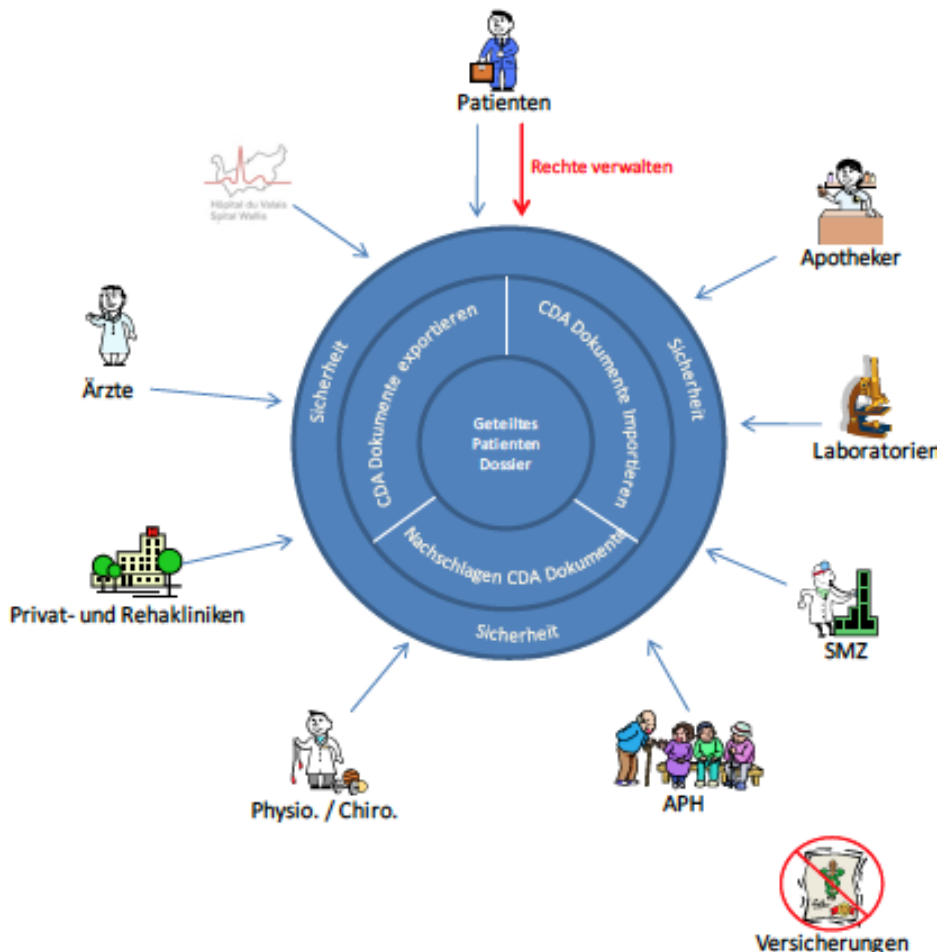 Patienten
Rechte verwalten
Hôpital du Valais
Spital Wallis
Apotheker
Ärzte
Laboratorien
Privat- und Rehakliniken
SMZ
Physio. / Chiro.
APH
Versicherungen
Sicherheit
Sicherheit
Sicherheit
CDA Dokumente exportieren
CDA Dokumente Importieren
Nachschlagen CDA Dokumente
Geteiltes
Patienten
Dossier